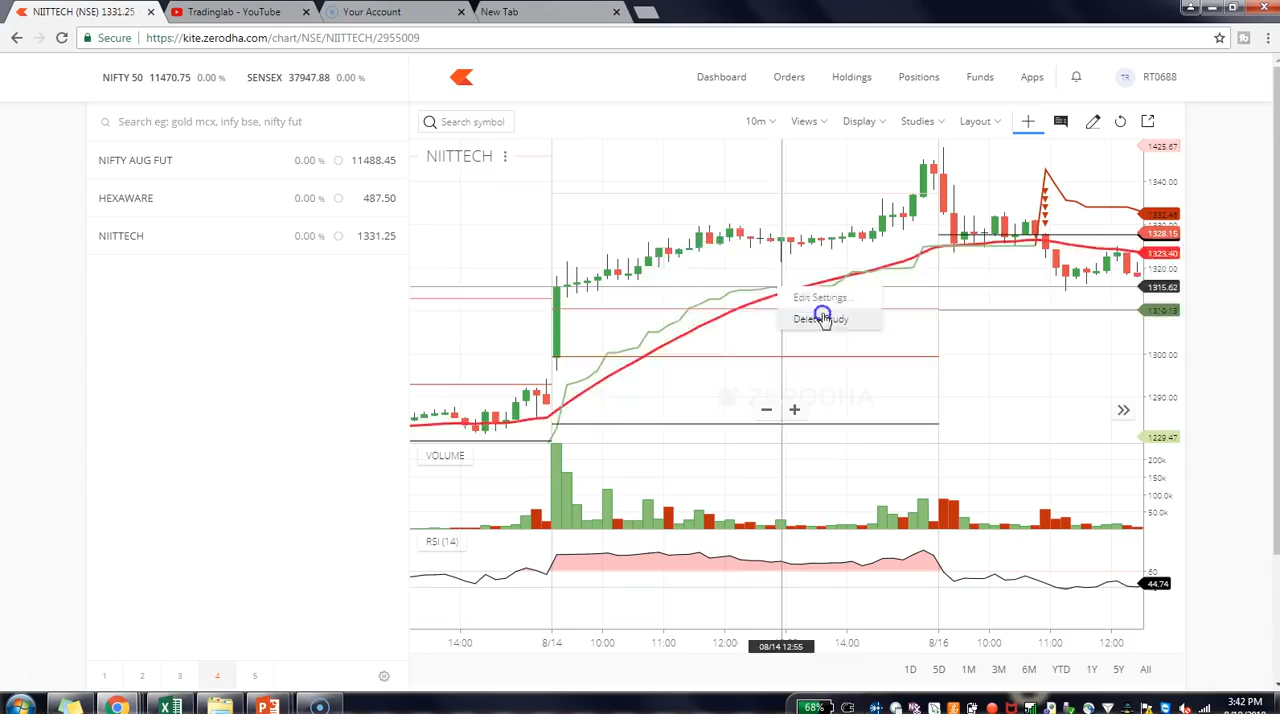 NIITTECH (NSE) 1331.25
Tradinglab - YouTube
Your Account
New Tab
Secure
https://kite.zerodha.com/chart/NSE/NIITTECH/2955009
NIFTY 50 11470.75 0.00 %
SENSEX 37947.88 0.00 %
Dashboard
Orders
Holdings
Positions
Funds
Apps
TR
RT0688
Search eg: gold mcx, infy bse, nifty fut
Search symbol
10m
Views
Display
Studies
Layout
NIFTY AUG FUT 0.00 % 11488.45
HEXAWARE 0.00 % 487.50
NIITTECH 0.00 % 1331.25
NIITTECH
1425.67
1340.00
1328.15
1323.40
1320.00
1315.62
1300.00
1229.47
Edit Settings...
ZERODHA
VOLUME
200k
150k
100.0k
50.0k
RSI (14)
60
44.74
14:00
8/14
10:00
11:00
12:00
08/14 12:55
14:00
8/16
10:00
11:00
12:00
1D
5D
1M
3M
6M
YTD
1Y
5Y
All
1
2
3
4
5
68%
3:42 PM